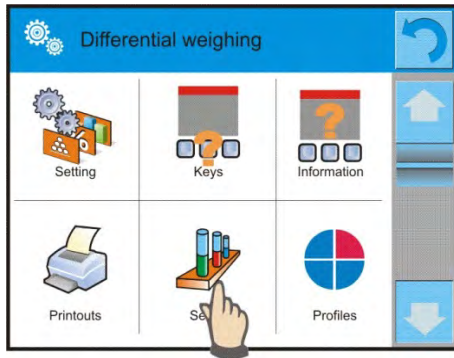 Differential weighing
Setting
Keys
Information
Printouts
Profiles